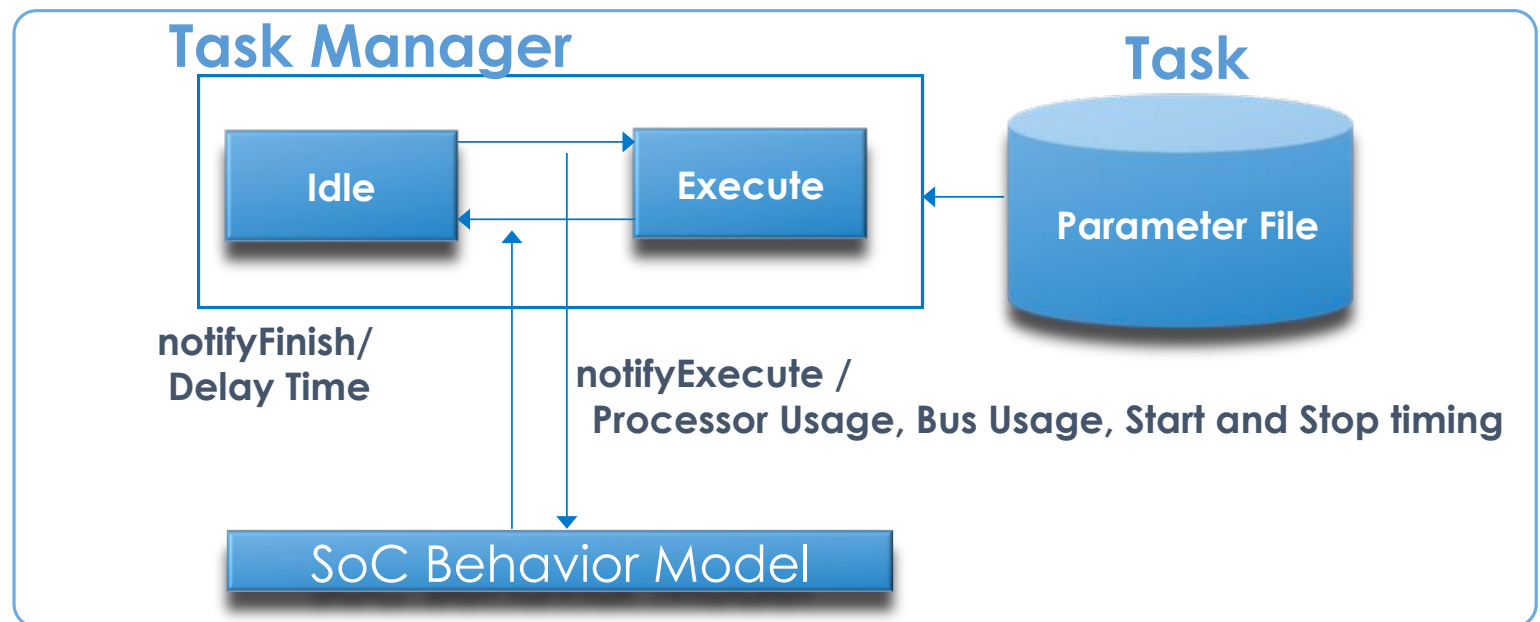 Task Manager
Task
Idle
Execute
Parameter File
notifyFinish/
Delay Time
notifyExecute /
Processor Usage, Bus Usage, Start and Stop timing
SoC Behavior Model